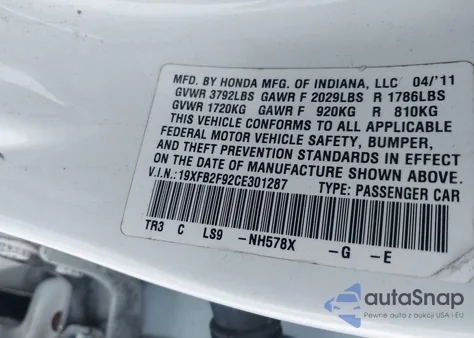 MFD. BY HONDA MFG. OF INDIANA, LLC 04/'11
GVWR 3792LBS GAWR F 2029LBS R 1786LBS
GVWR 1720KG GAWR F 920KG R 810KG
THIS VEHICLE CONFORMS TO ALL APPLICABLE
FEDERAL MOTOR VEHICLE SAFETY, BUMPER,
AND THEFT PREVENTION STANDARDS IN EFFECT
ON THE DATE OF MANUFACTURE SHOWN ABOVE.
V.I.N.:19XFB2F92CE301287 TYPE: PASSENGER CAR
TR3 C LS9 -NH578X -G -E
autoSnap
Pewne auta z aukcji USA i EU